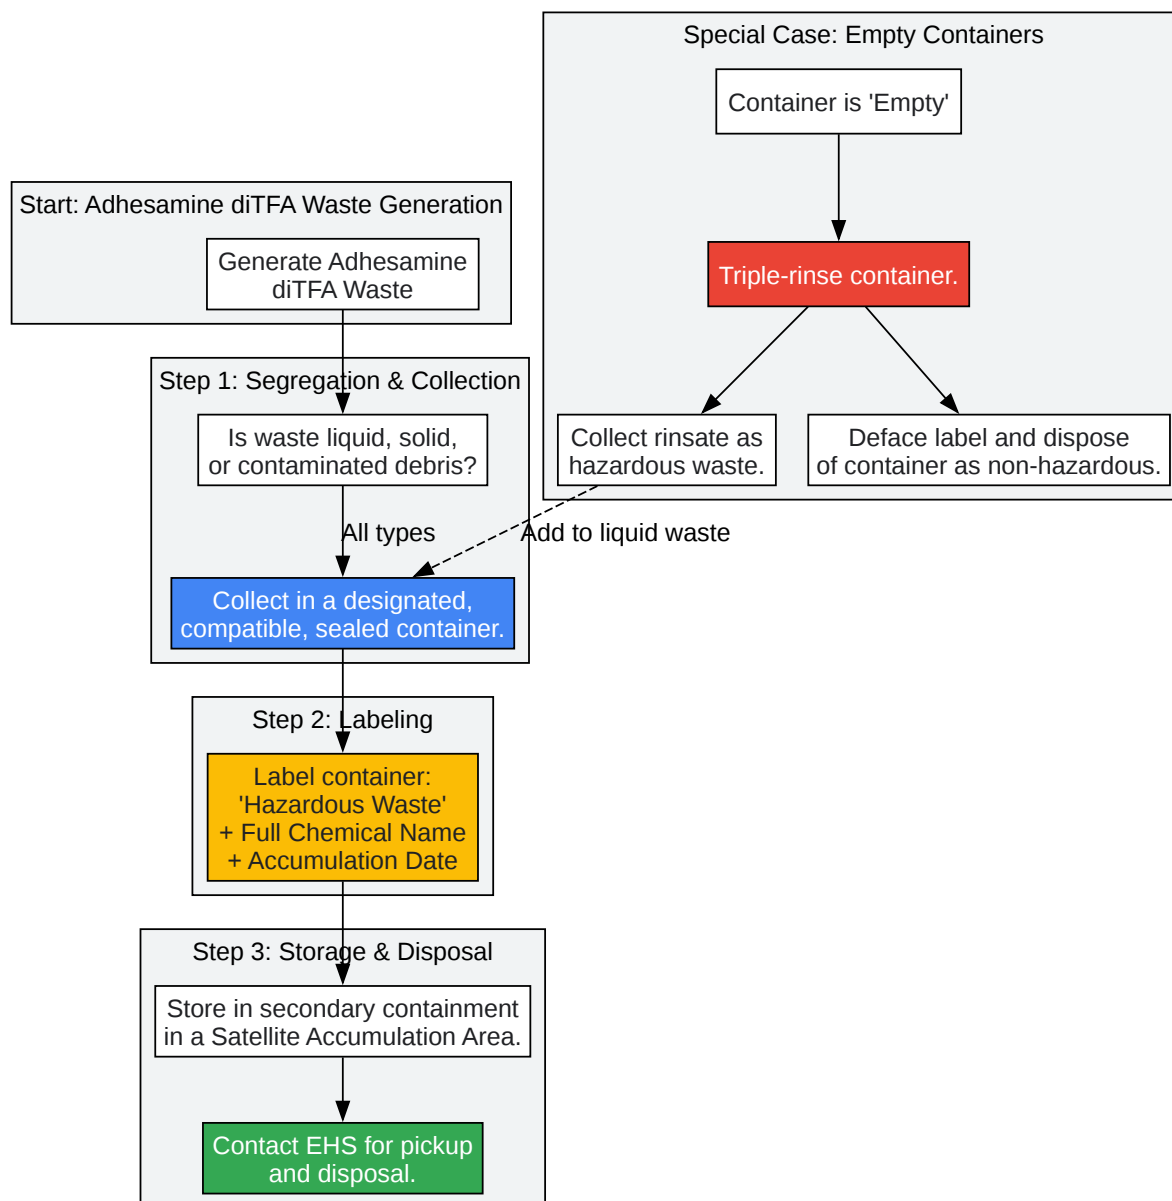 Special Case: Empty Containers
Container is 'Empty'
Start: Adhesamine diTFA Waste Generation
Generate Adhesamine
diTFA Waste
Triple-rinse container.
Step 1: Segregation & Collection
Is waste liquid, solid,
or contaminated debris?
Collect rinsate as
hazardous waste.
Deface label and dispose
of container as non-hazardous.
All types
Add to liquid waste
Collect in a designated,
compatible, sealed container.
Step 2: Labeling
Label container:
'Hazardous Waste'
+ Full Chemical Name
+ Accumulation Date
Step 3: Storage & Disposal
Store in secondary containment
in a Satellite Accumulation Area.
Contact EHS for pickup
and disposal.